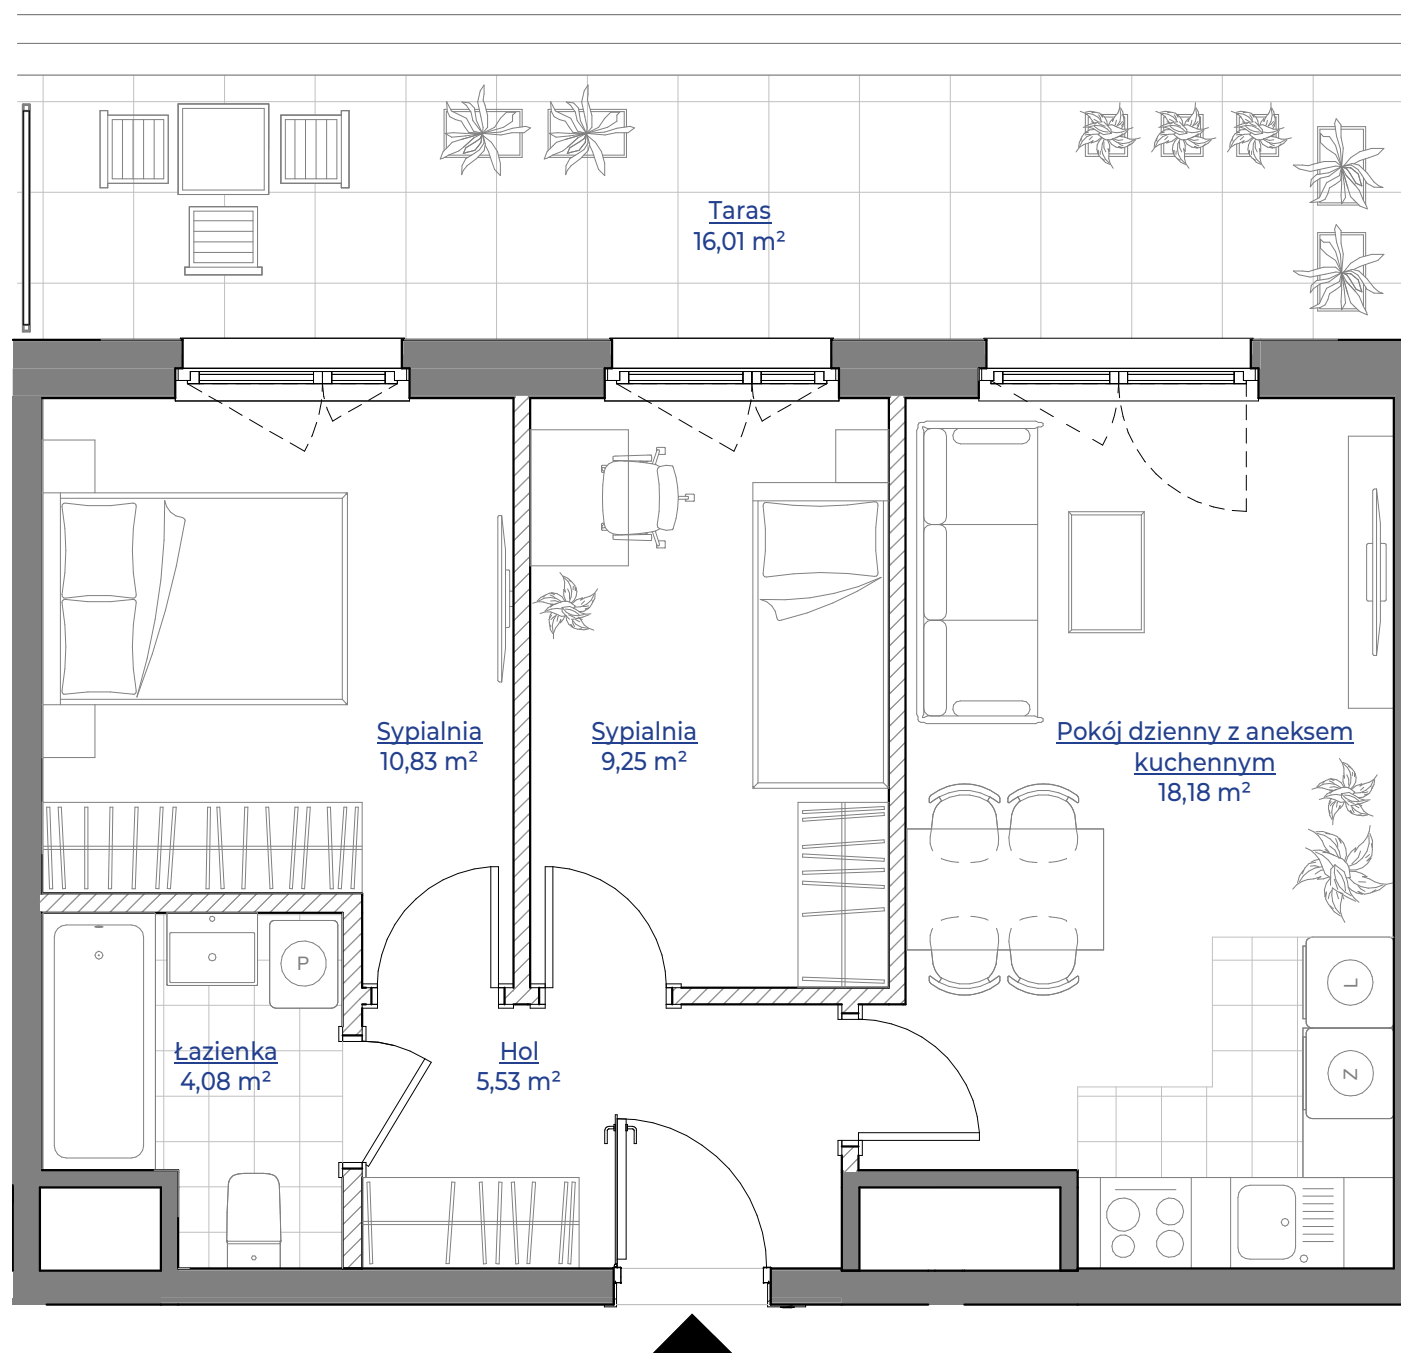 Taras
16,01 m²
Sypialnia
10,83 m²
Sypialnia
9,25 m²
Pokój dzienny z aneksem
kuchennym
18,18 m²
P
L
Z
Łazienka
4,08 m²
Hol
5,53 m²